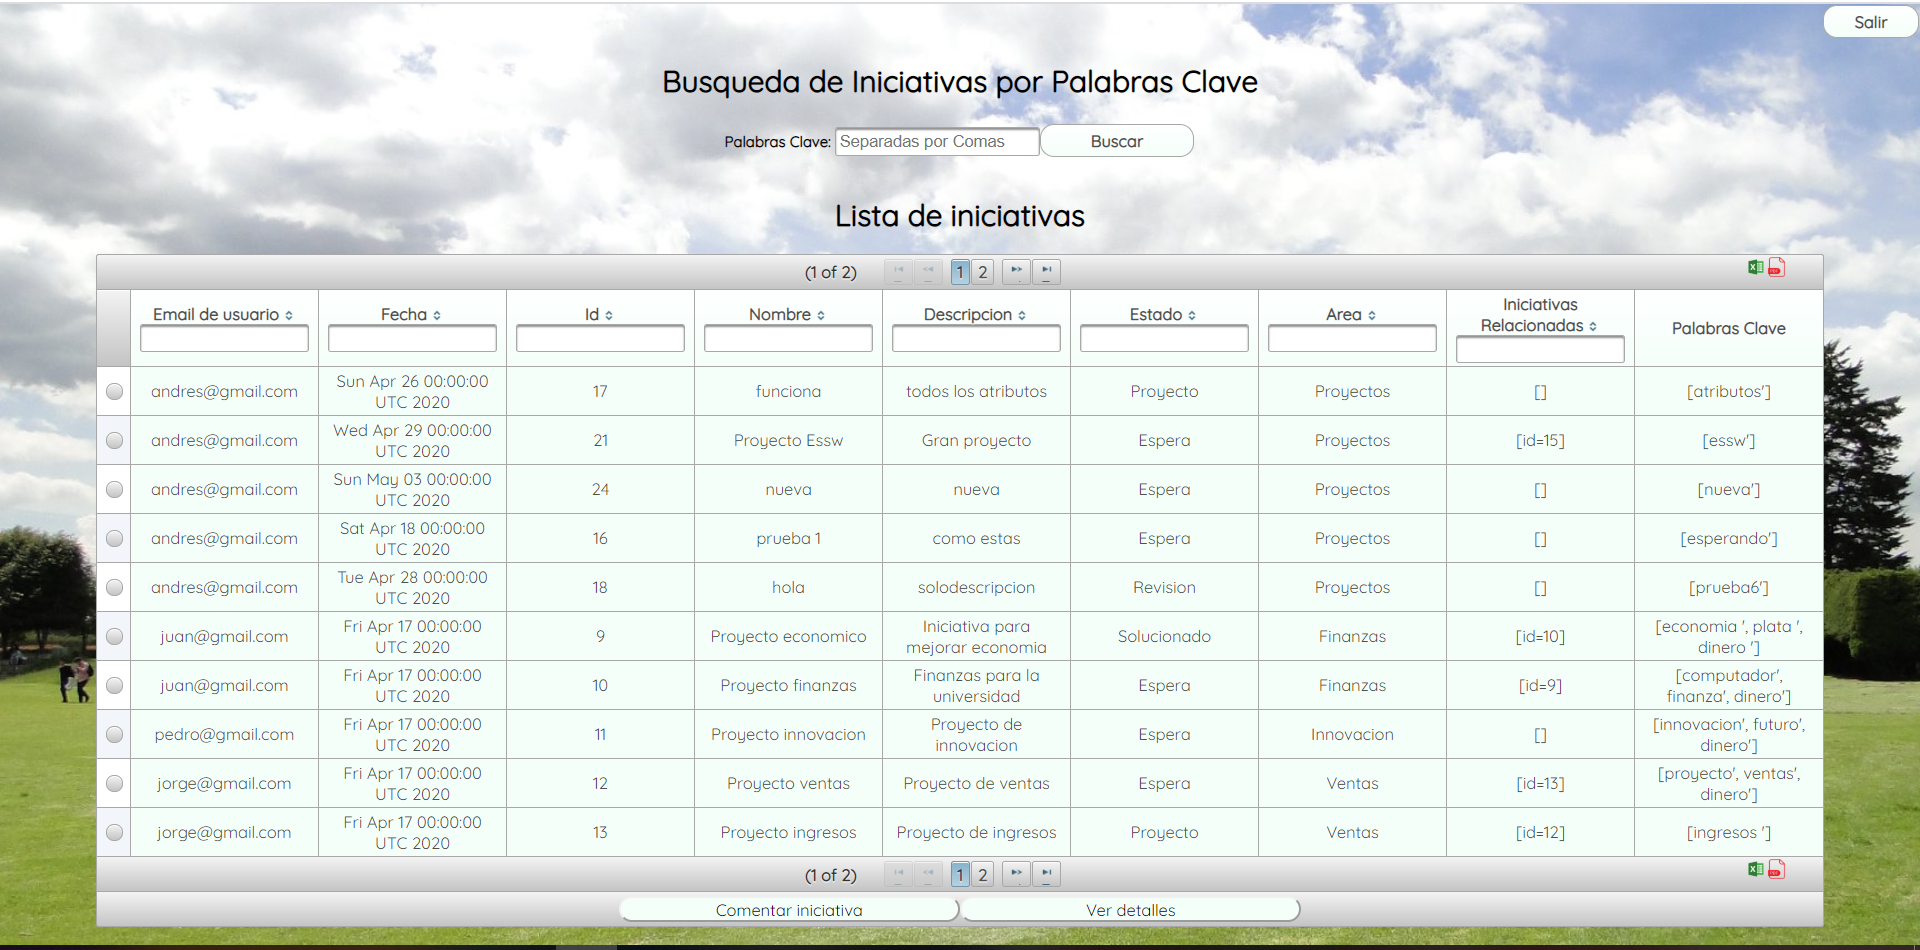 Salir
Busqueda de Iniciativas por Palabras Clave
Palabras Clave: Separadas por Comas Buscar
Lista de iniciativas
(1 of 2) 1 2
Email de usuario Fecha Id Nombre Descripcion Estado Area Iniciativas Relacionadas Palabras Clave
andres@gmail.com Sun Apr 26 00:00:00 UTC 2020 17 funciona todos los atributos Proyecto Proyectos [] [atributos']
andres@gmail.com Wed Apr 29 00:00:00 UTC 2020 21 Proyecto Essw Gran proyecto Espera Proyectos [id=15] [essw']
andres@gmail.com Sun May 03 00:00:00 UTC 2020 24 nueva nueva Espera Proyectos [] [nueva']
andres@gmail.com Sat Apr 18 00:00:00 UTC 2020 16 prueba 1 como estas Espera Proyectos [] [esperando']
andres@gmail.com Tue Apr 28 00:00:00 UTC 2020 18 hola solodescripcion Revision Proyectos [] [prueba6']
juan@gmail.com Fri Apr 17 00:00:00 UTC 2020 9 Proyecto economico Iniciativa para mejorar economia Solucionado Finanzas [id=10] [economia ', plata ', dinero ']
juan@gmail.com Fri Apr 17 00:00:00 UTC 2020 10 Proyecto finanzas Finanzas para la universidad Espera Finanzas [id=9] [computador', finanza', dinero']
pedro@gmail.com Fri Apr 17 00:00:00 UTC 2020 11 Proyecto innovacion Proyecto de innovacion Espera Innovacion [] [innovacion', futuro', dinero']
jorge@gmail.com Fri Apr 17 00:00:00 UTC 2020 12 Proyecto ventas Proyecto de ventas Espera Ventas [id=13] [proyecto', ventas', dinero']
jorge@gmail.com Fri Apr 17 00:00:00 UTC 2020 13 Proyecto ingresos Proyecto de ingresos Proyecto Ventas [id=12] [ingresos ']
(1 of 2) 1 2
Comentar iniciativa Ver detalles